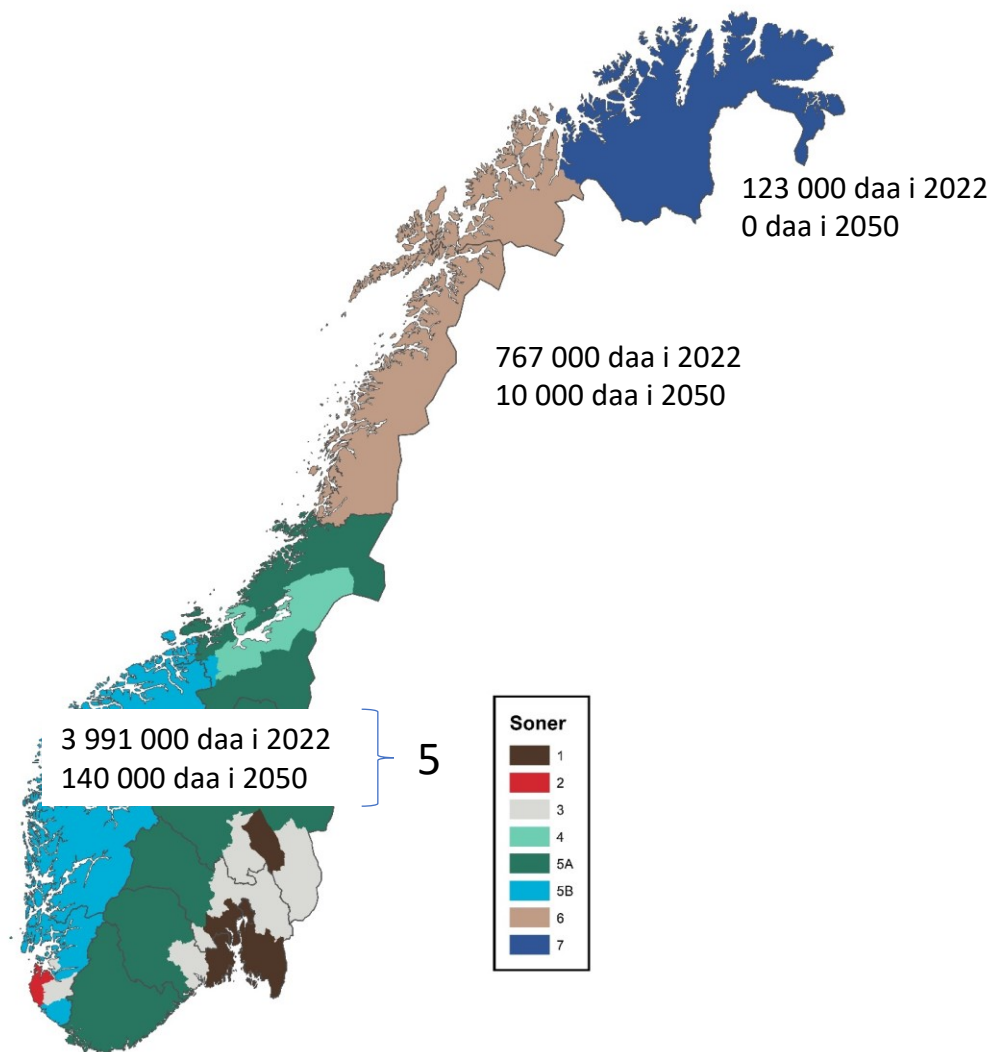 123 000 daa i 2022
0 daa i 2050
767 000 daa i 2022
10 000 daa i 2050
3 991 000 daa i 2022
140 000 daa i 2050
5
Soner
1
2
3
4
5A
5B
6
7